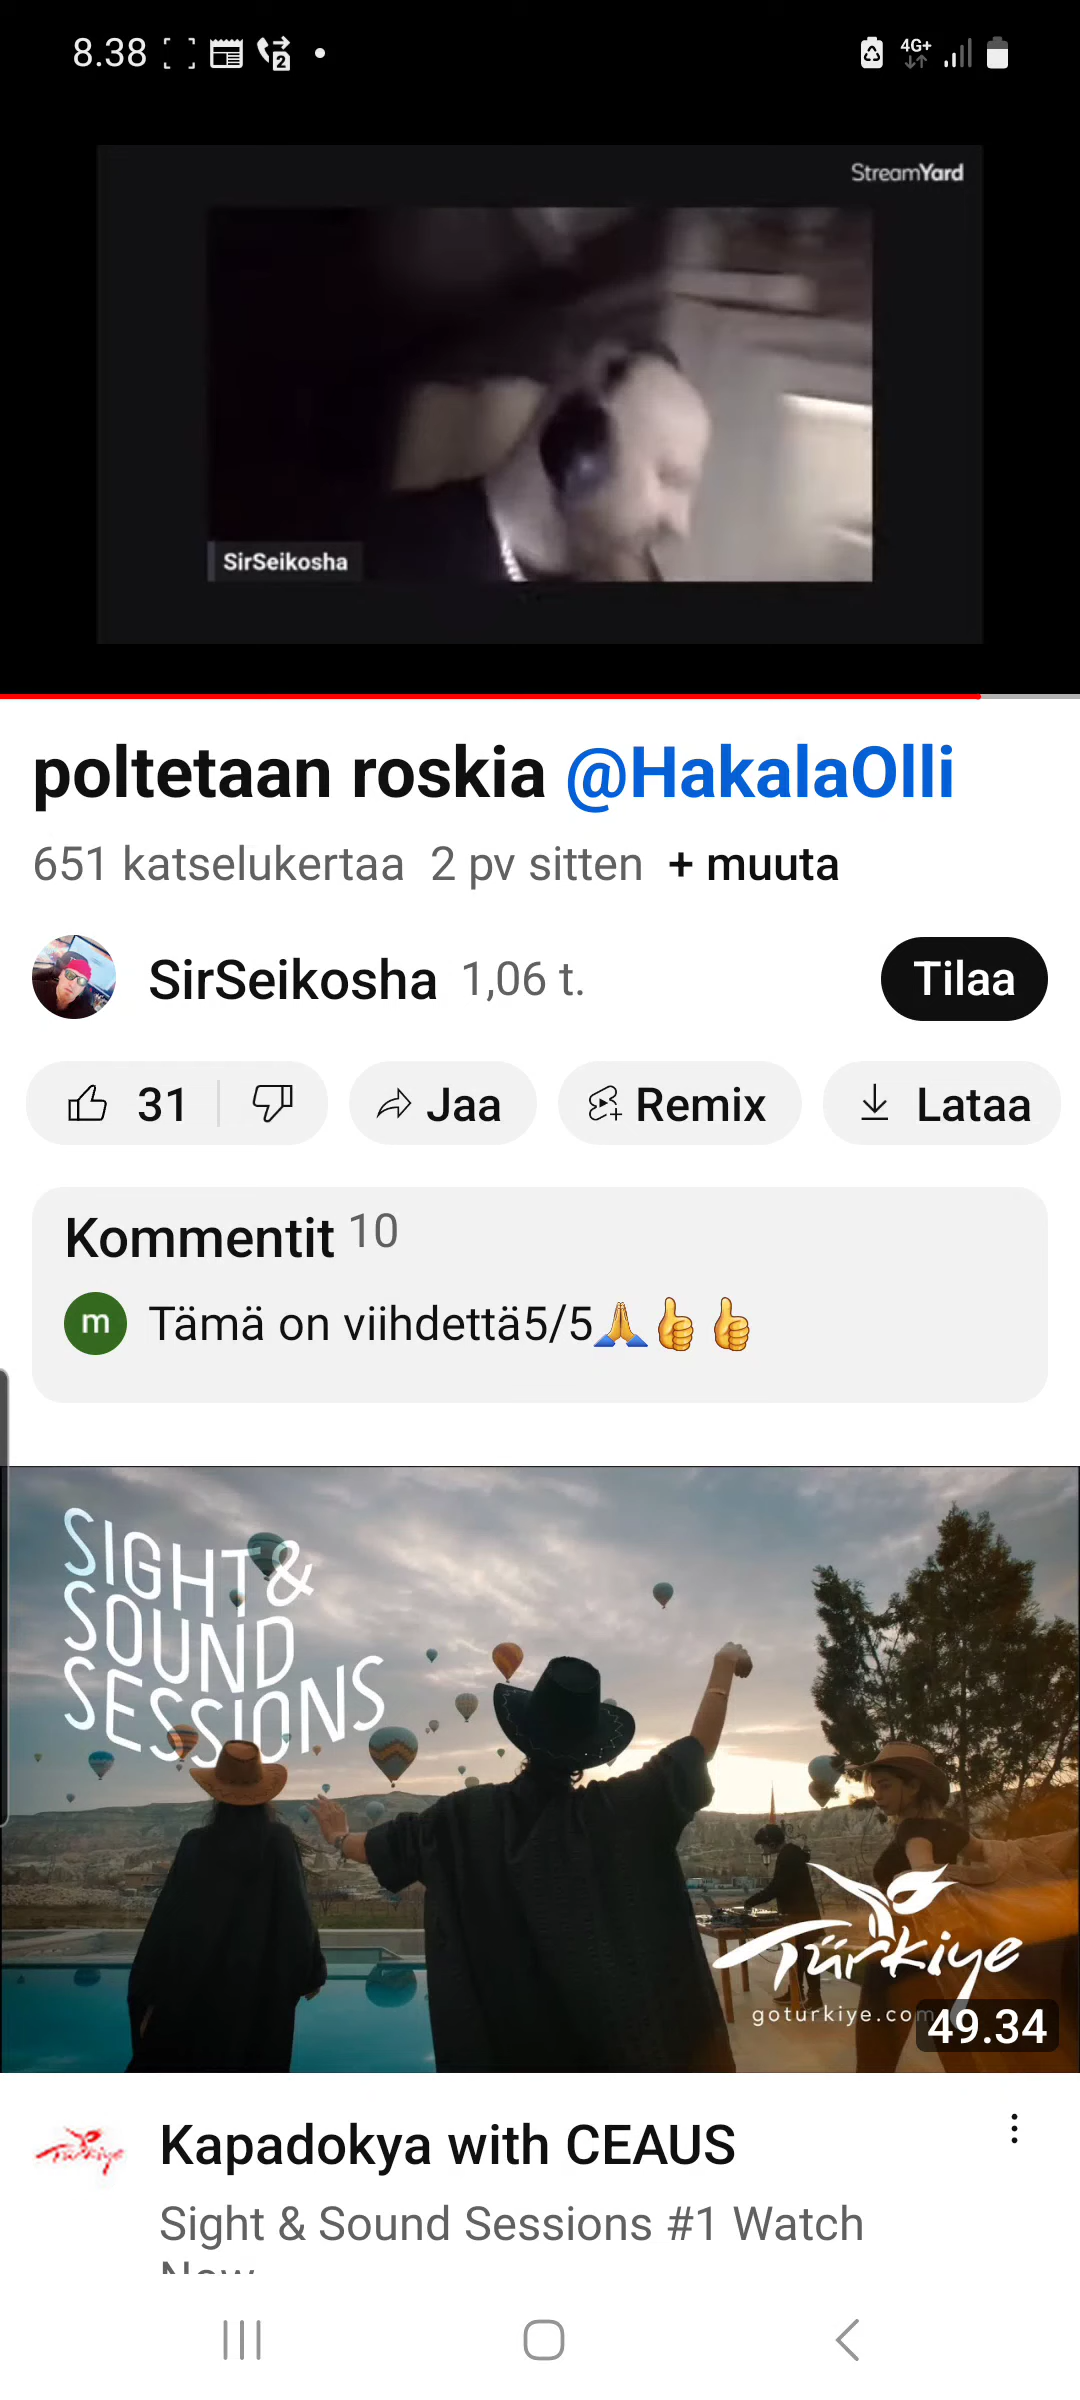 8.38
4G+
StreamYard
SirSeikosha
poltetaan roskia @HakalaOlli
651 katselukertaa 2 pv sitten + muuta
SirSeikosha 1,06 t. Tilaa
31 Jaa Remix Lataa
Kommentit 10
m Tämä on viihdettä5/5🙏👍👍
SIGHT &
SOUND
SESSIONS
Türkiye
goturkiye.com
49.34
Türkiye
Kapadokya with CEAUS
Sight & Sound Sessions #1 Watch